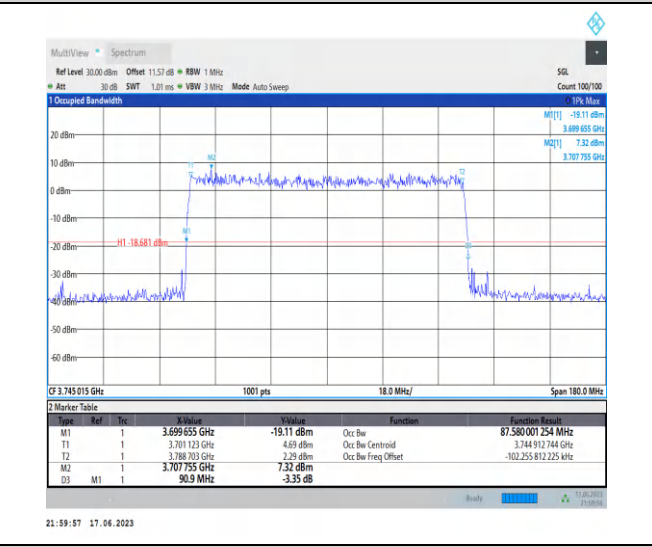 MultiView Spectrum
Ref Level 30.00 dBm Offset 11.57 dB RBW 1 MHz SGL
Att 30 dB SWT 1.01 ms VBW 3 MHz Mode Auto Sweep Count 100/100
1 Occupied Bandwidth 1Pk Max
M1[1] -19.11 dBm
3.699 655 GHz
M2[1] 7.32 dBm
3.707 755 GHz
20 dBm
10 dBm
0 dBm
-10 dBm
-20 dBm
-30 dBm
-40 dBm
-50 dBm
-60 dBm
H1 -18.681 dBm
T1
M2
T2
M1
D3
CF 3.745 015 GHz 1001 pts 18.0 MHz/ Span 180.0 MHz
2 Marker Table
Type Ref Trc X-Value Y-Value Function Function Result
M1 1 3.699 655 GHz -19.11 dBm Occ Bw 87.580 001 254 MHz
T1 1 3.701 123 GHz 4.69 dBm Occ Bw Centroid 3.744 912 744 GHz
T2 1 3.788 703 GHz 2.29 dBm Occ Bw Freq Offset -102.255 812 225 kHz
M2 1 3.707 755 GHz 7.32 dBm
D3 M1 1 90.9 MHz -3.35 dB
Ready 17.06.2023
21:59:56
21:59:57 17.06.2023